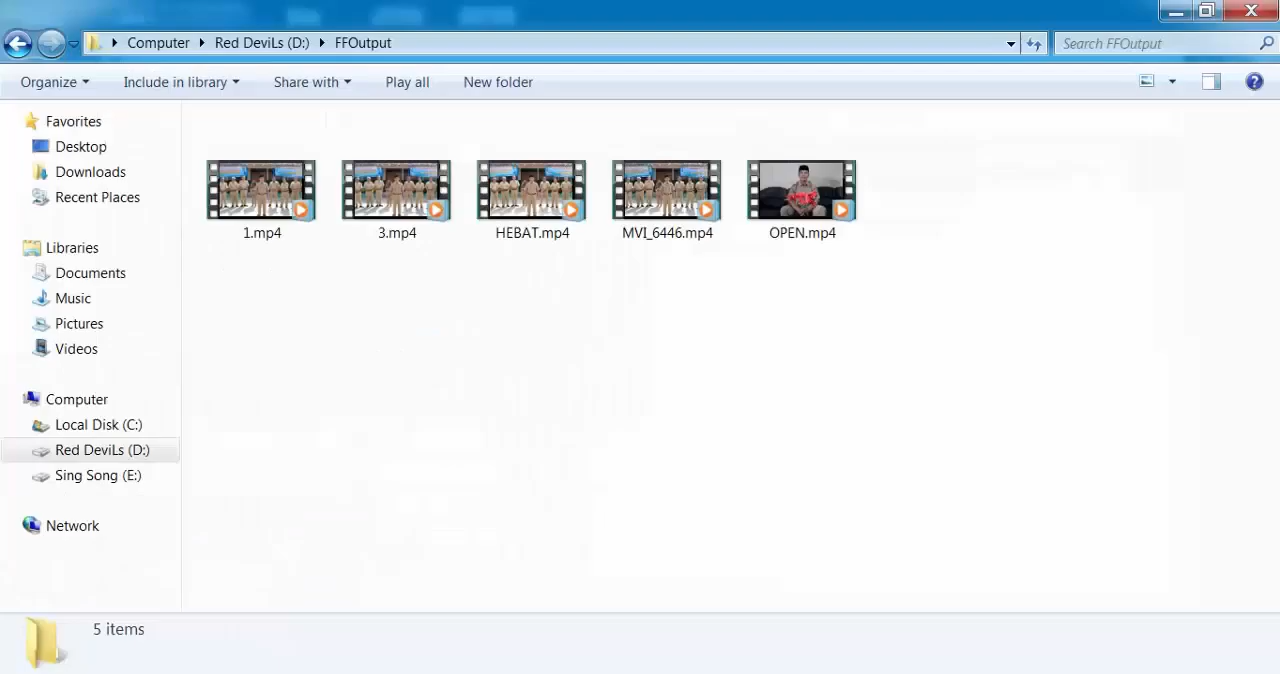 Computer Red DeviLs (D:) FFOutput Search FFOutput
Organize Include in library Share with Play all New folder
Favorites
Desktop
Downloads
Recent Places
Libraries
Documents
Music
Pictures
Videos
Computer
Local Disk (C:)
Red DeviLs (D:)
Sing Song (E:)
Network
1.mp4 3.mp4 HEBAT.mp4 MVI_6446.mp4 OPEN.mp4
5 items